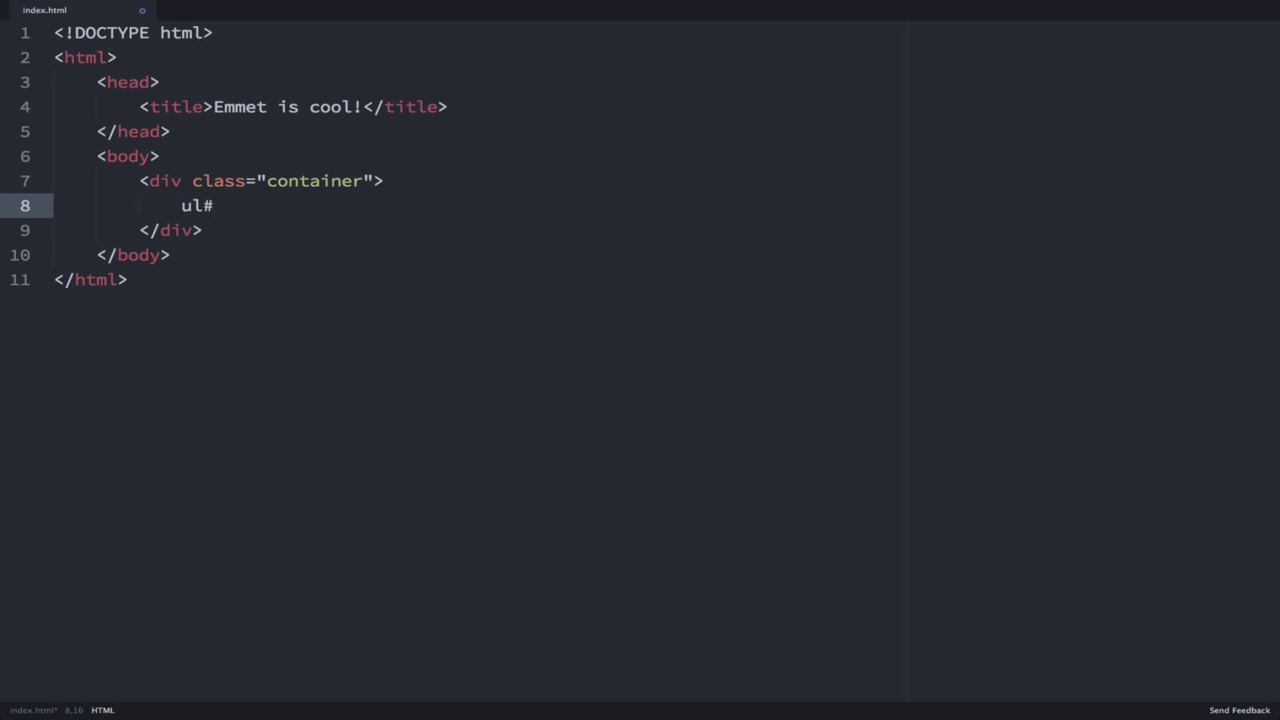 index.html
1 <!DOCTYPE html>
2 <html>
3 <head>
4 <title>Emmet is cool!</title>
5 </head>
6 <body>
7 <div class="container">
8 ul#
9 </div>
10 </body>
11 </html>
index.html* 8,16 HTML Send Feedback